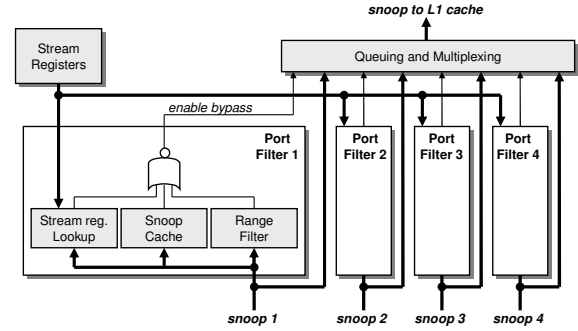 snoop to L1 cache
Stream
Registers
Queuing and Multiplexing
enable bypass
Port
Filter 1
Port
Filter 2
Port
Filter 3
Port
Filter 4
Stream reg.
Lookup
Snoop
Cache
Range
Filter
snoop 1
snoop 2
snoop 3
snoop 4